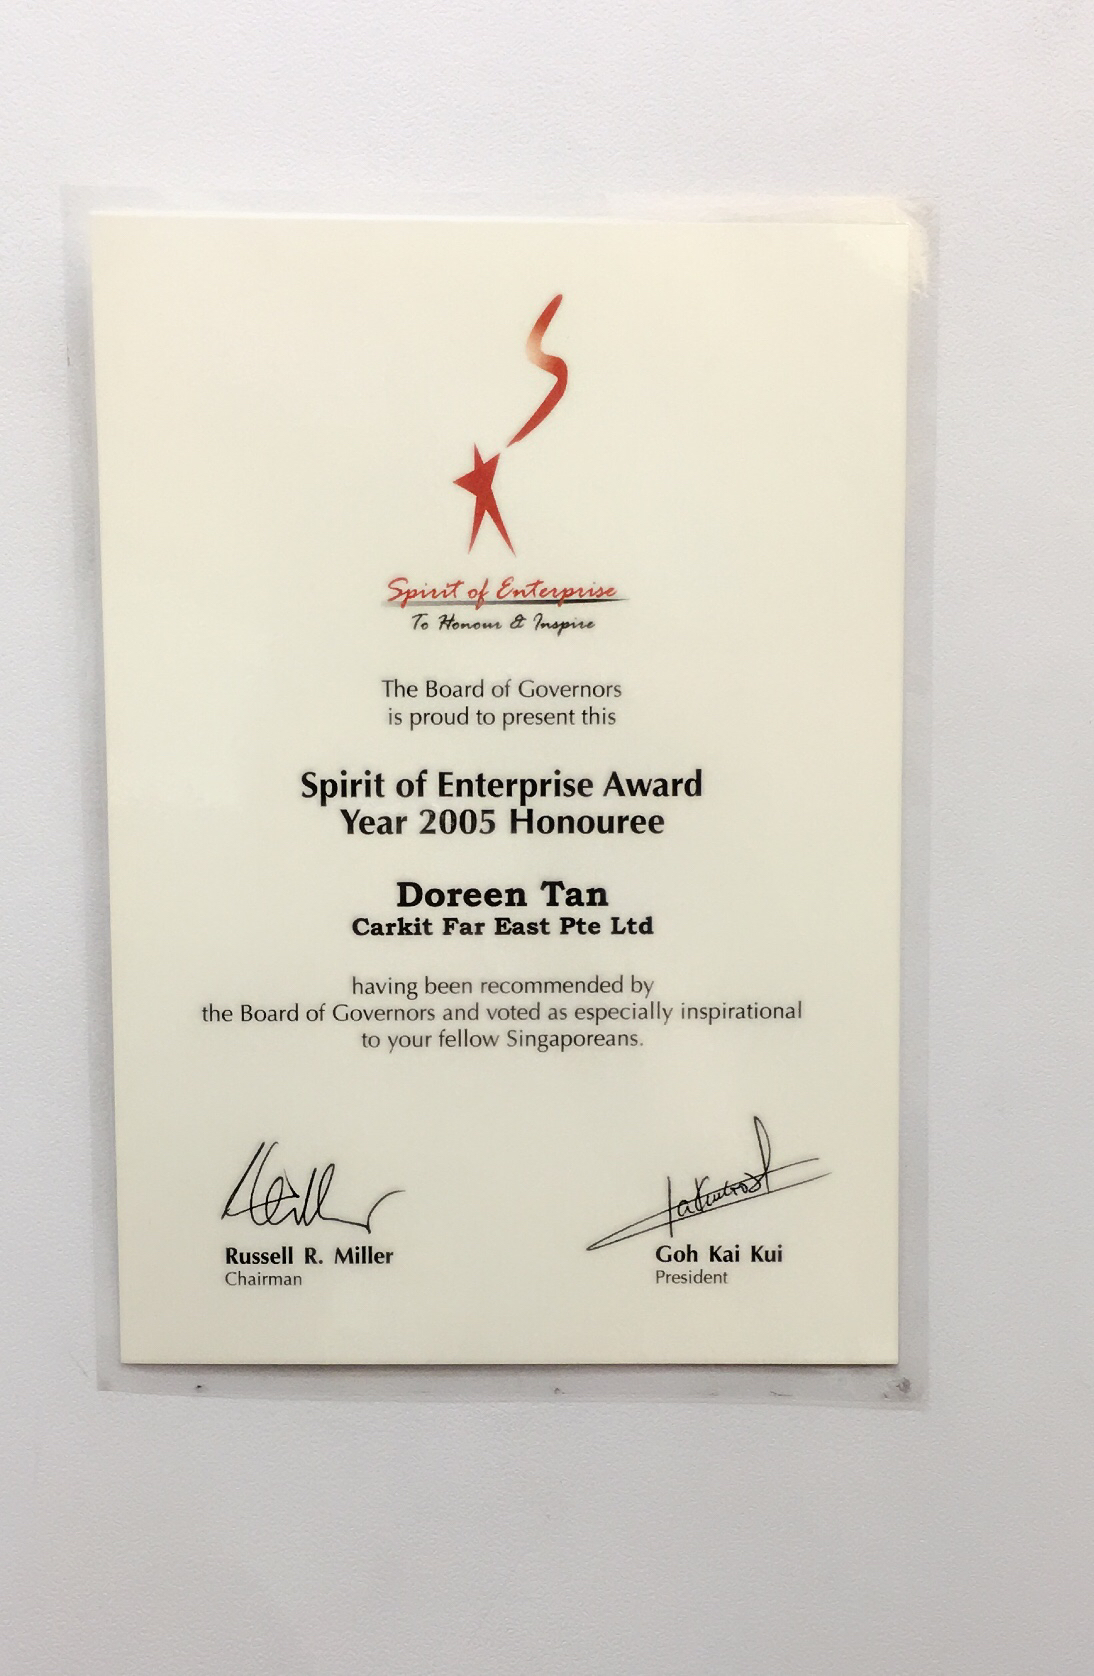 Spirit of Enterprise
To Honour & Inspire
The Board of Governors
is proud to present this
Spirit of Enterprise Award
Year 2005 Honouree
Doreen Tan
Carkit Far East Pte Ltd
having been recommended by
the Board of Governors and voted as especially inspirational
to your fellow Singaporeans.
Russell R. Miller
Chairman
Goh Kai Kui
President